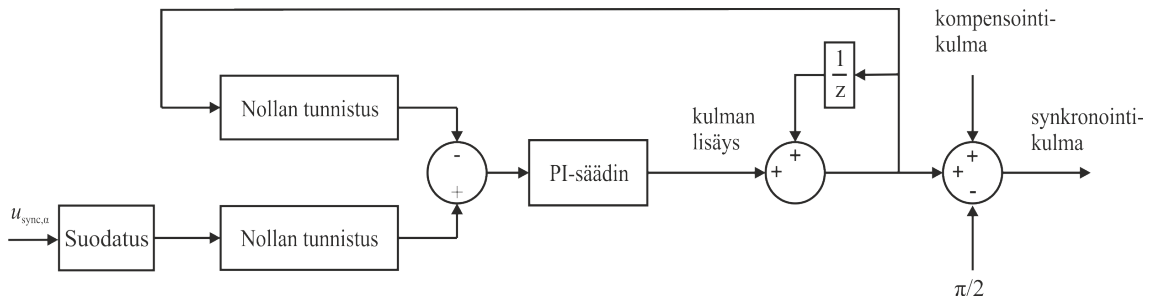 kompensointi-
kulma
1
z
Nollan tunnistus
kulman
lisäys
synkronointi-
kulma
-
+
PI-säädin
+
+
+
+
-
u_sync,α
Suodatus
Nollan tunnistus
π/2